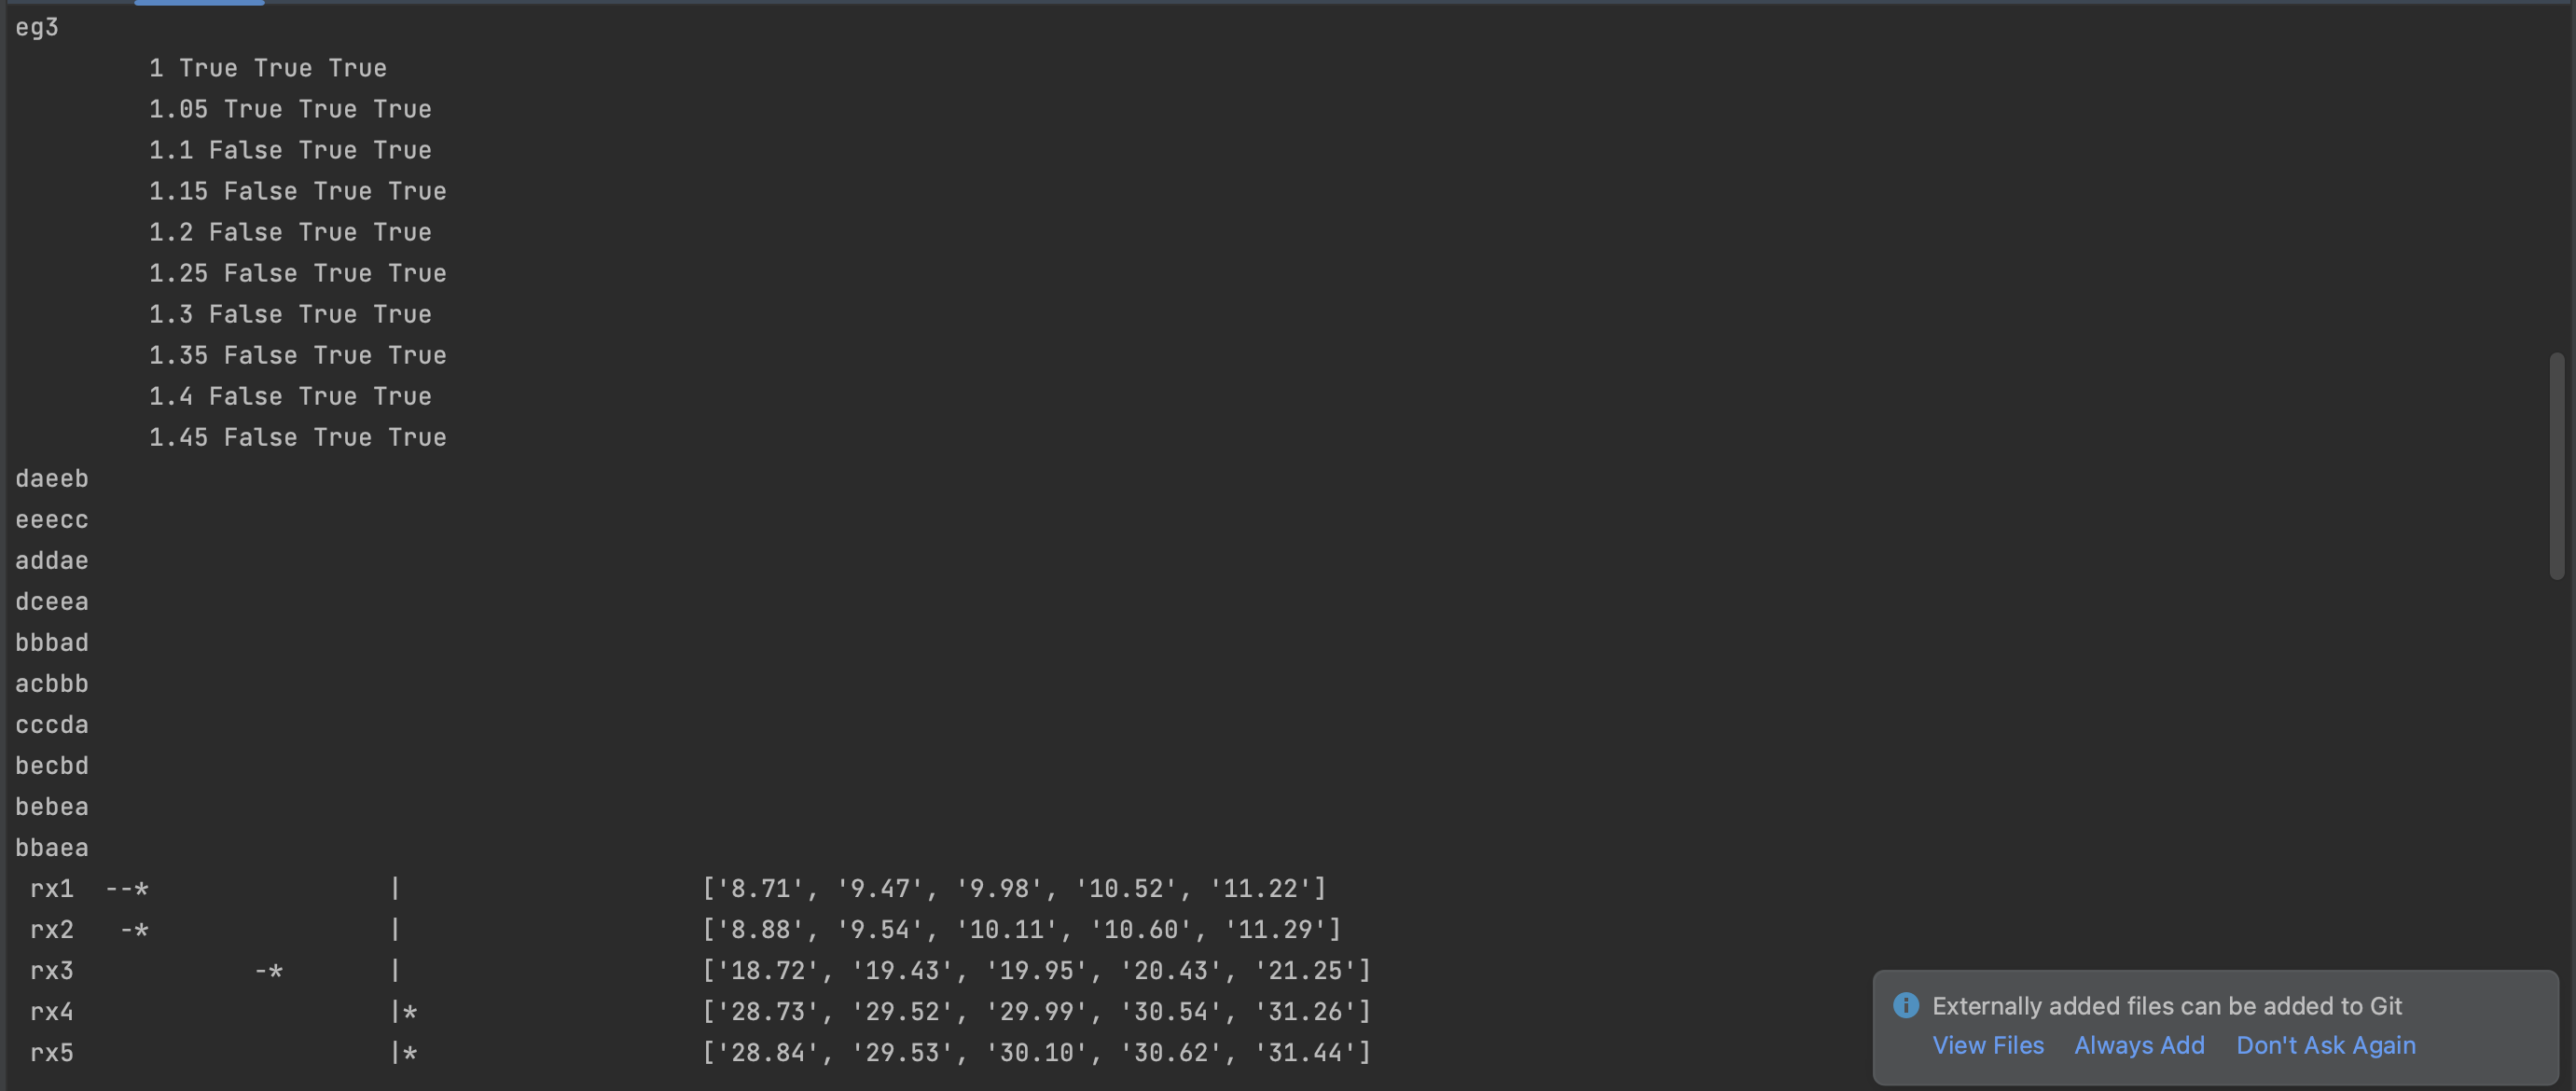 eg3
1 True True True
1.05 True True True
1.1 False True True
1.15 False True True
1.2 False True True
1.25 False True True
1.3 False True True
1.35 False True True
1.4 False True True
1.45 False True True
daeeb
eeecc
addae
dceea
bbbad
acbbb
cccda
becbd
bebea
bbaea
rx1  --*                |                    ['8.71', '9.47', '9.98', '10.52', '11.22']
rx2   -*                |                    ['8.88', '9.54', '10.11', '10.60', '11.29']
rx3            -*       |                    ['18.72', '19.43', '19.95', '20.43', '21.25']
rx4                     |*                   ['28.73', '29.52', '29.99', '30.54', '31.26']
rx5                     |*                   ['28.84', '29.53', '30.10', '30.62', '31.44']
Externally added files can be added to Git
View Files Always Add Don't Ask Again